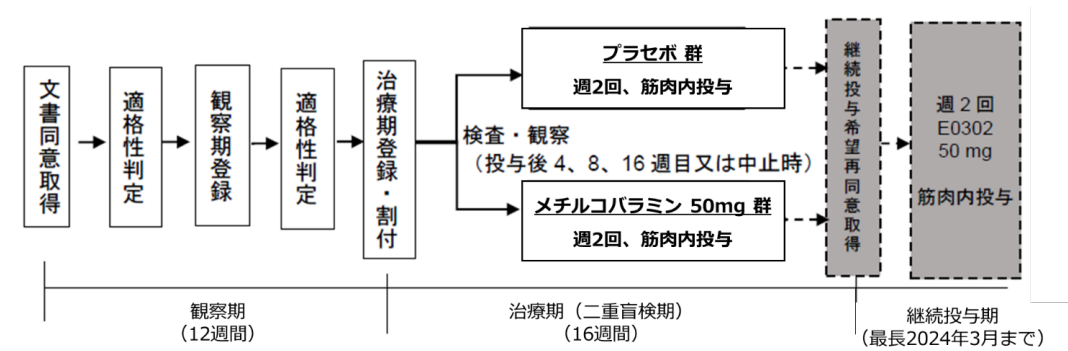 文書同意取得
適格性判定
観察期登録
適格性判定
治療期登録・割付
プラセボ 群
週2回、筋肉内投与
検査・観察
（投与後 4、8、16 週目又は中止時）
メチルコバラミン 50mg 群
週2回、筋肉内投与
継続投与希望再同意取得
週 2 回
E0302
50 mg
筋肉内投与
観察期
（12週間）
治療期（二重盲検期）
（16週間）
継続投与期
（最長2024年3月まで）